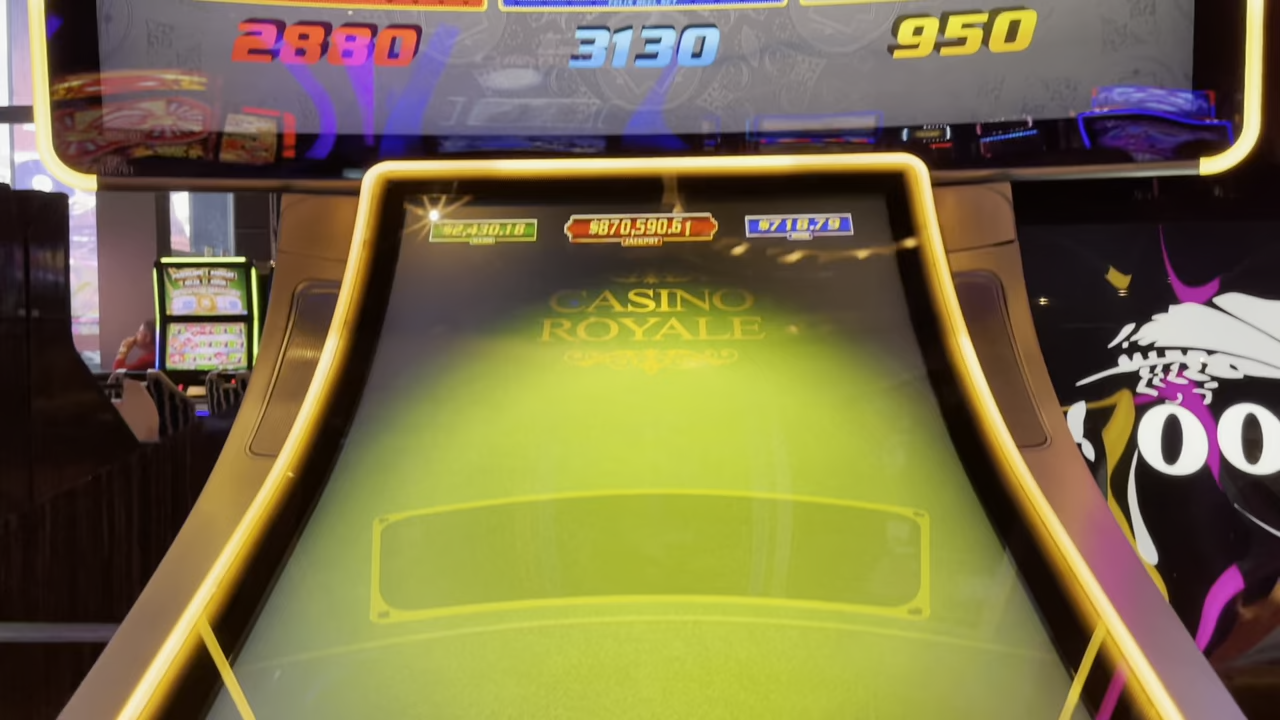 2880
3130
950
$2,430.18
$870,590.61
JACKPOT
$718.79
CASINO
ROYALE